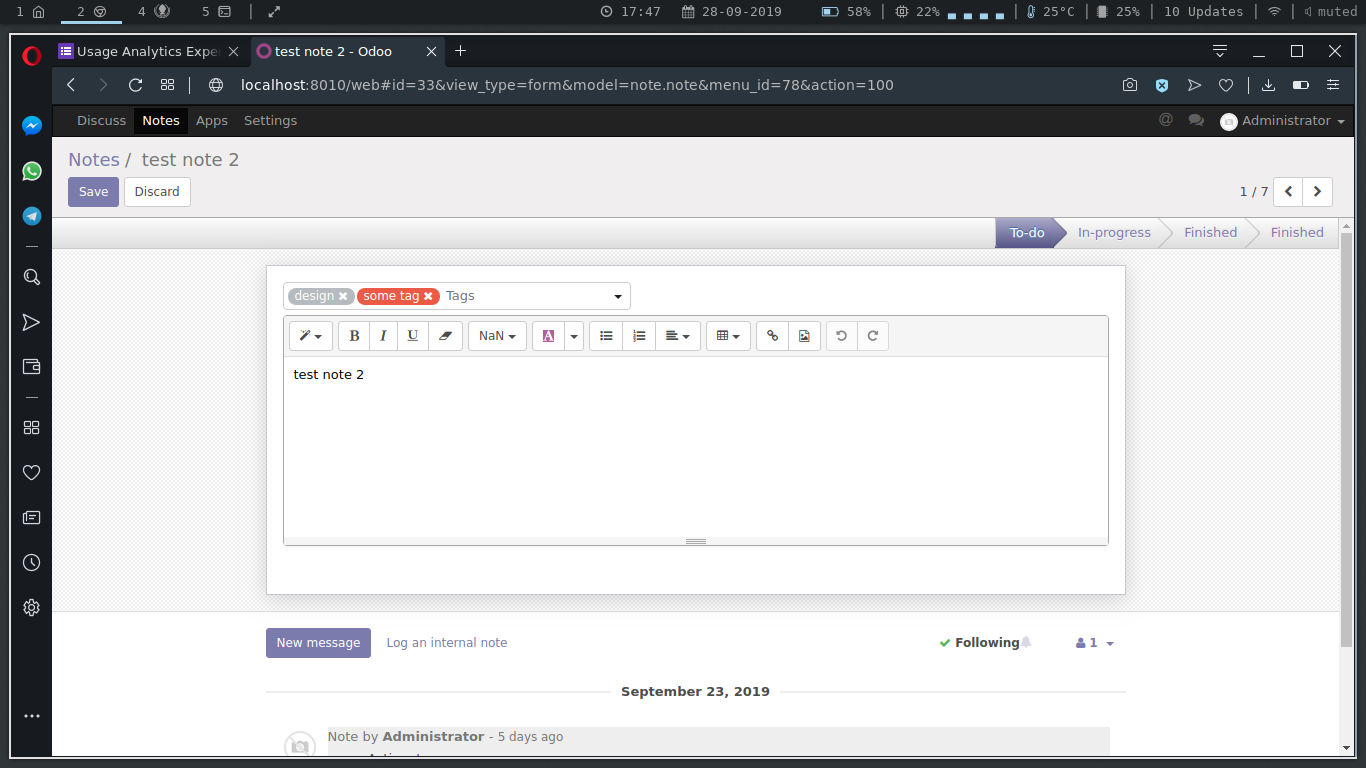 1 2 4 5 17:47 28-09-2019 58% 22% 25°C 25% 10 Updates muted
Usage Analytics Expe test note 2 - Odoo
localhost:8010/web#id=33&view_type=form&model=note.note&menu_id=78&action=100
Discuss Notes Apps Settings @ Administrator
Notes / test note 2
Save Discard 1 / 7
To-do In-progress Finished Finished
design some tag Tags
B I U NaN A
test note 2
New message Log an internal note Following 1
September 23, 2019
Note by Administrator - 5 days ago